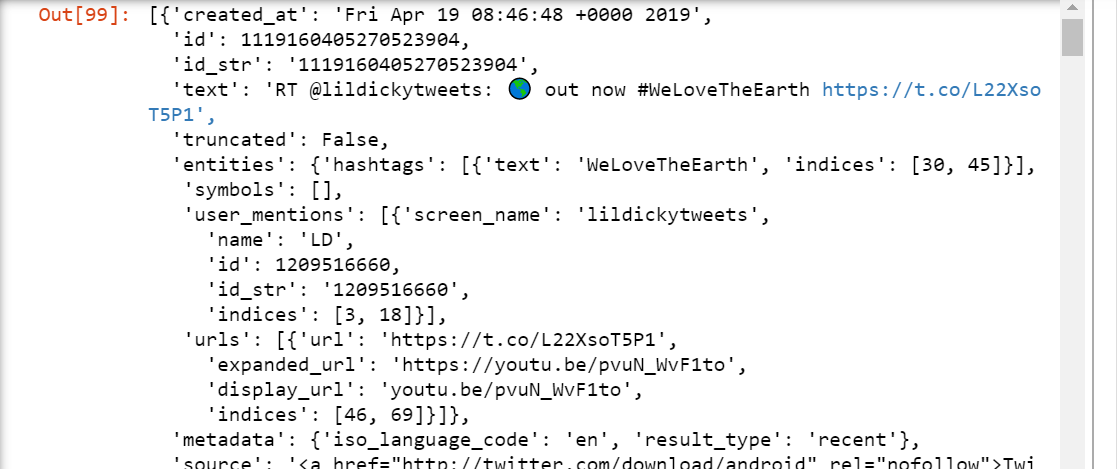 Out[99]: [{'created_at': 'Fri Apr 19 08:46:48 +0000 2019',
'id': 1119160405270523904,
'id_str': '1119160405270523904',
'text': 'RT @lildickytweets: 🌎 out now #WeLoveTheEarth https://t.co/L22Xso
T5P1',
'truncated': False,
'entities': {'hashtags': [{'text': 'WeLoveTheEarth', 'indices': [30, 45]}],
'symbols': [],
'user_mentions': [{'screen_name': 'lildickytweets',
'name': 'LD',
'id': 1209516660,
'id_str': '1209516660',
'indices': [3, 18]}],
'urls': [{'url': 'https://t.co/L22XsoT5P1',
'expanded_url': 'https://youtu.be/pvuN_WvF1to',
'display_url': 'youtu.be/pvuN_WvF1to',
'indices': [46, 69]}]},
'metadata': {'iso_language_code': 'en', 'result_type': 'recent'},
'source': '<a href="http://twitter.com/download/android" rel="nofollow">Twi